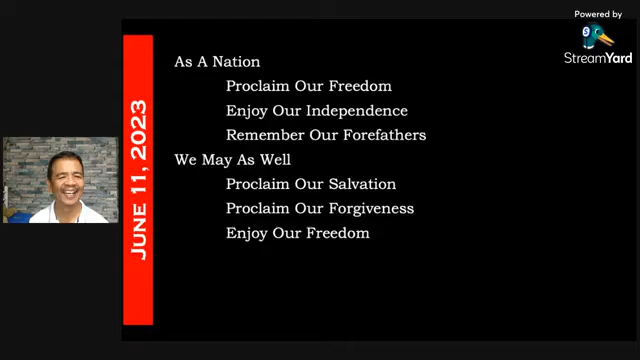 Powered by
StreamYard
JUNE 11, 2023
As A Nation
Proclaim Our Freedom
Enjoy Our Independence
Remember Our Forefathers
We May As Well
Proclaim Our Salvation
Proclaim Our Forgiveness
Enjoy Our Freedom